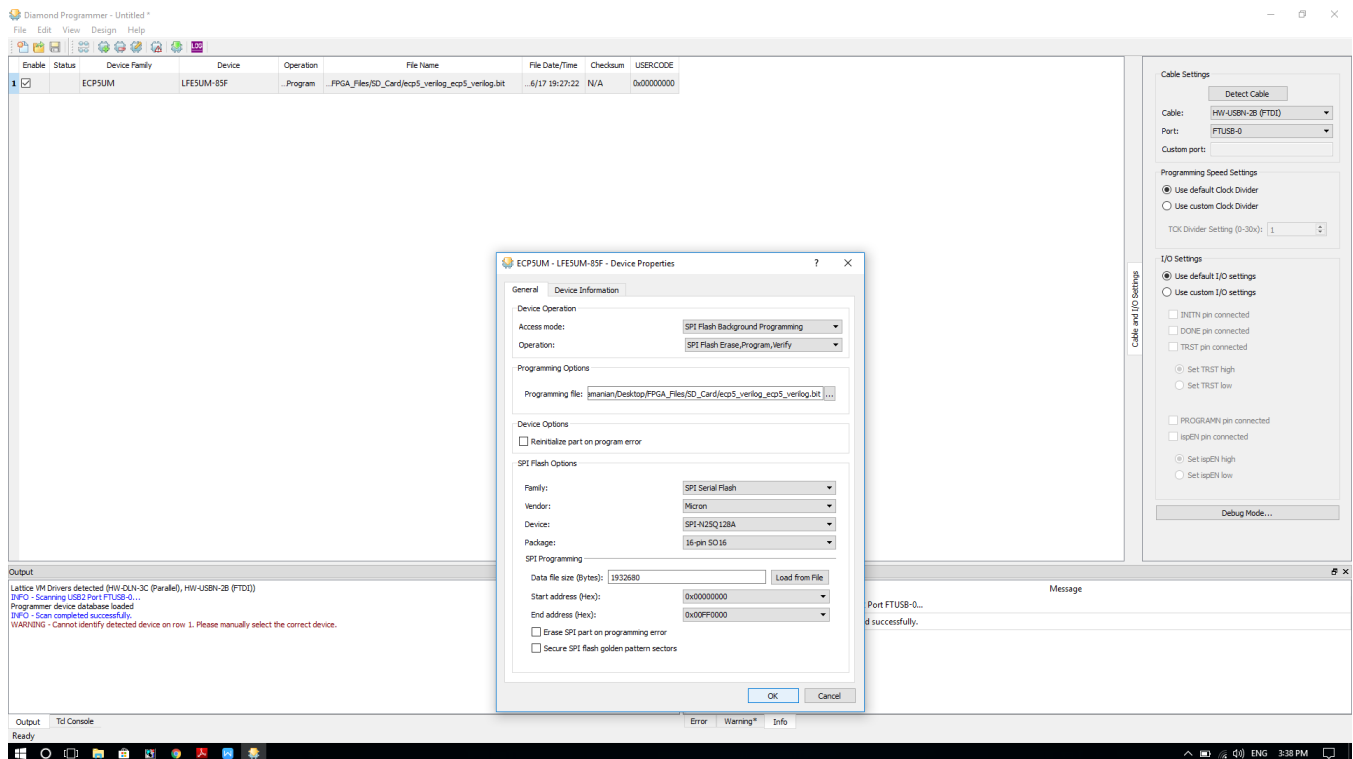 Diamond Programmer - Untitled *
File Edit View Design Help
LOG
Enable Status Device Family Device Operation File Name File Date/Time Checksum USERCODE
1 ECP5UM LFE5UM-85F ...Program ...FPGA_Files/SD_Card/ecp5_verilog_ecp5_verilog.bit ...6/17 19:27:22 N/A 0x00000000
Cable and I/O Settings
Cable Settings
Detect Cable
Cable: HW-USBN-2B (FTDI)
Port: FTUSB-0
Custom port:
Programming Speed Settings
Use default Clock Divider
Use custom Clock Divider
TCK Divider Setting (0-30x): 1
I/O Settings
Use default I/O settings
Use custom I/O settings
INITN pin connected
DONE pin connected
TRST pin connected
Set TRST high
Set TRST low
PROGRAMN pin connected
ispEN pin connected
Set ispEN high
Set ispEN low
Debug Mode...
ECP5UM - LFE5UM-85F - Device Properties ?
General Device Information
Device Operation
Access mode: SPI Flash Background Programming
Operation: SPI Flash Erase,Program,Verify
Programming Options
Programming file: amanian/Desktop/FPGA_Files/SD_Card/ecp5_verilog_ecp5_verilog.bit ...
Device Options
Reinitialize part on program error
SPI Flash Options
Family: SPI Serial Flash
Vendor: Micron
Device: SPI-N25Q128A
Package: 16-pin SO16
SPI Programming
Data file size (Bytes): 1932680 Load from File
Start address (Hex): 0x00000000
End address (Hex): 0x00FF0000
Erase SPI part on programming error
Secure SPI flash golden pattern sectors
OK Cancel
Output
Lattice VM Drivers detected (HW-DLN-3C (Parallel), HW-USBN-2B (FTDI))
INFO - Scanning USB2 Port FTUSB-0...
Programmer device database loaded
INFO - Scan completed successfully.
WARNING - Cannot identify detected device on row 1. Please manually select the correct device.
Message
Port FTUSB-0...
d successfully.
Output Tcl Console
Error Warning* Info
Ready
ENG 3:38 PM